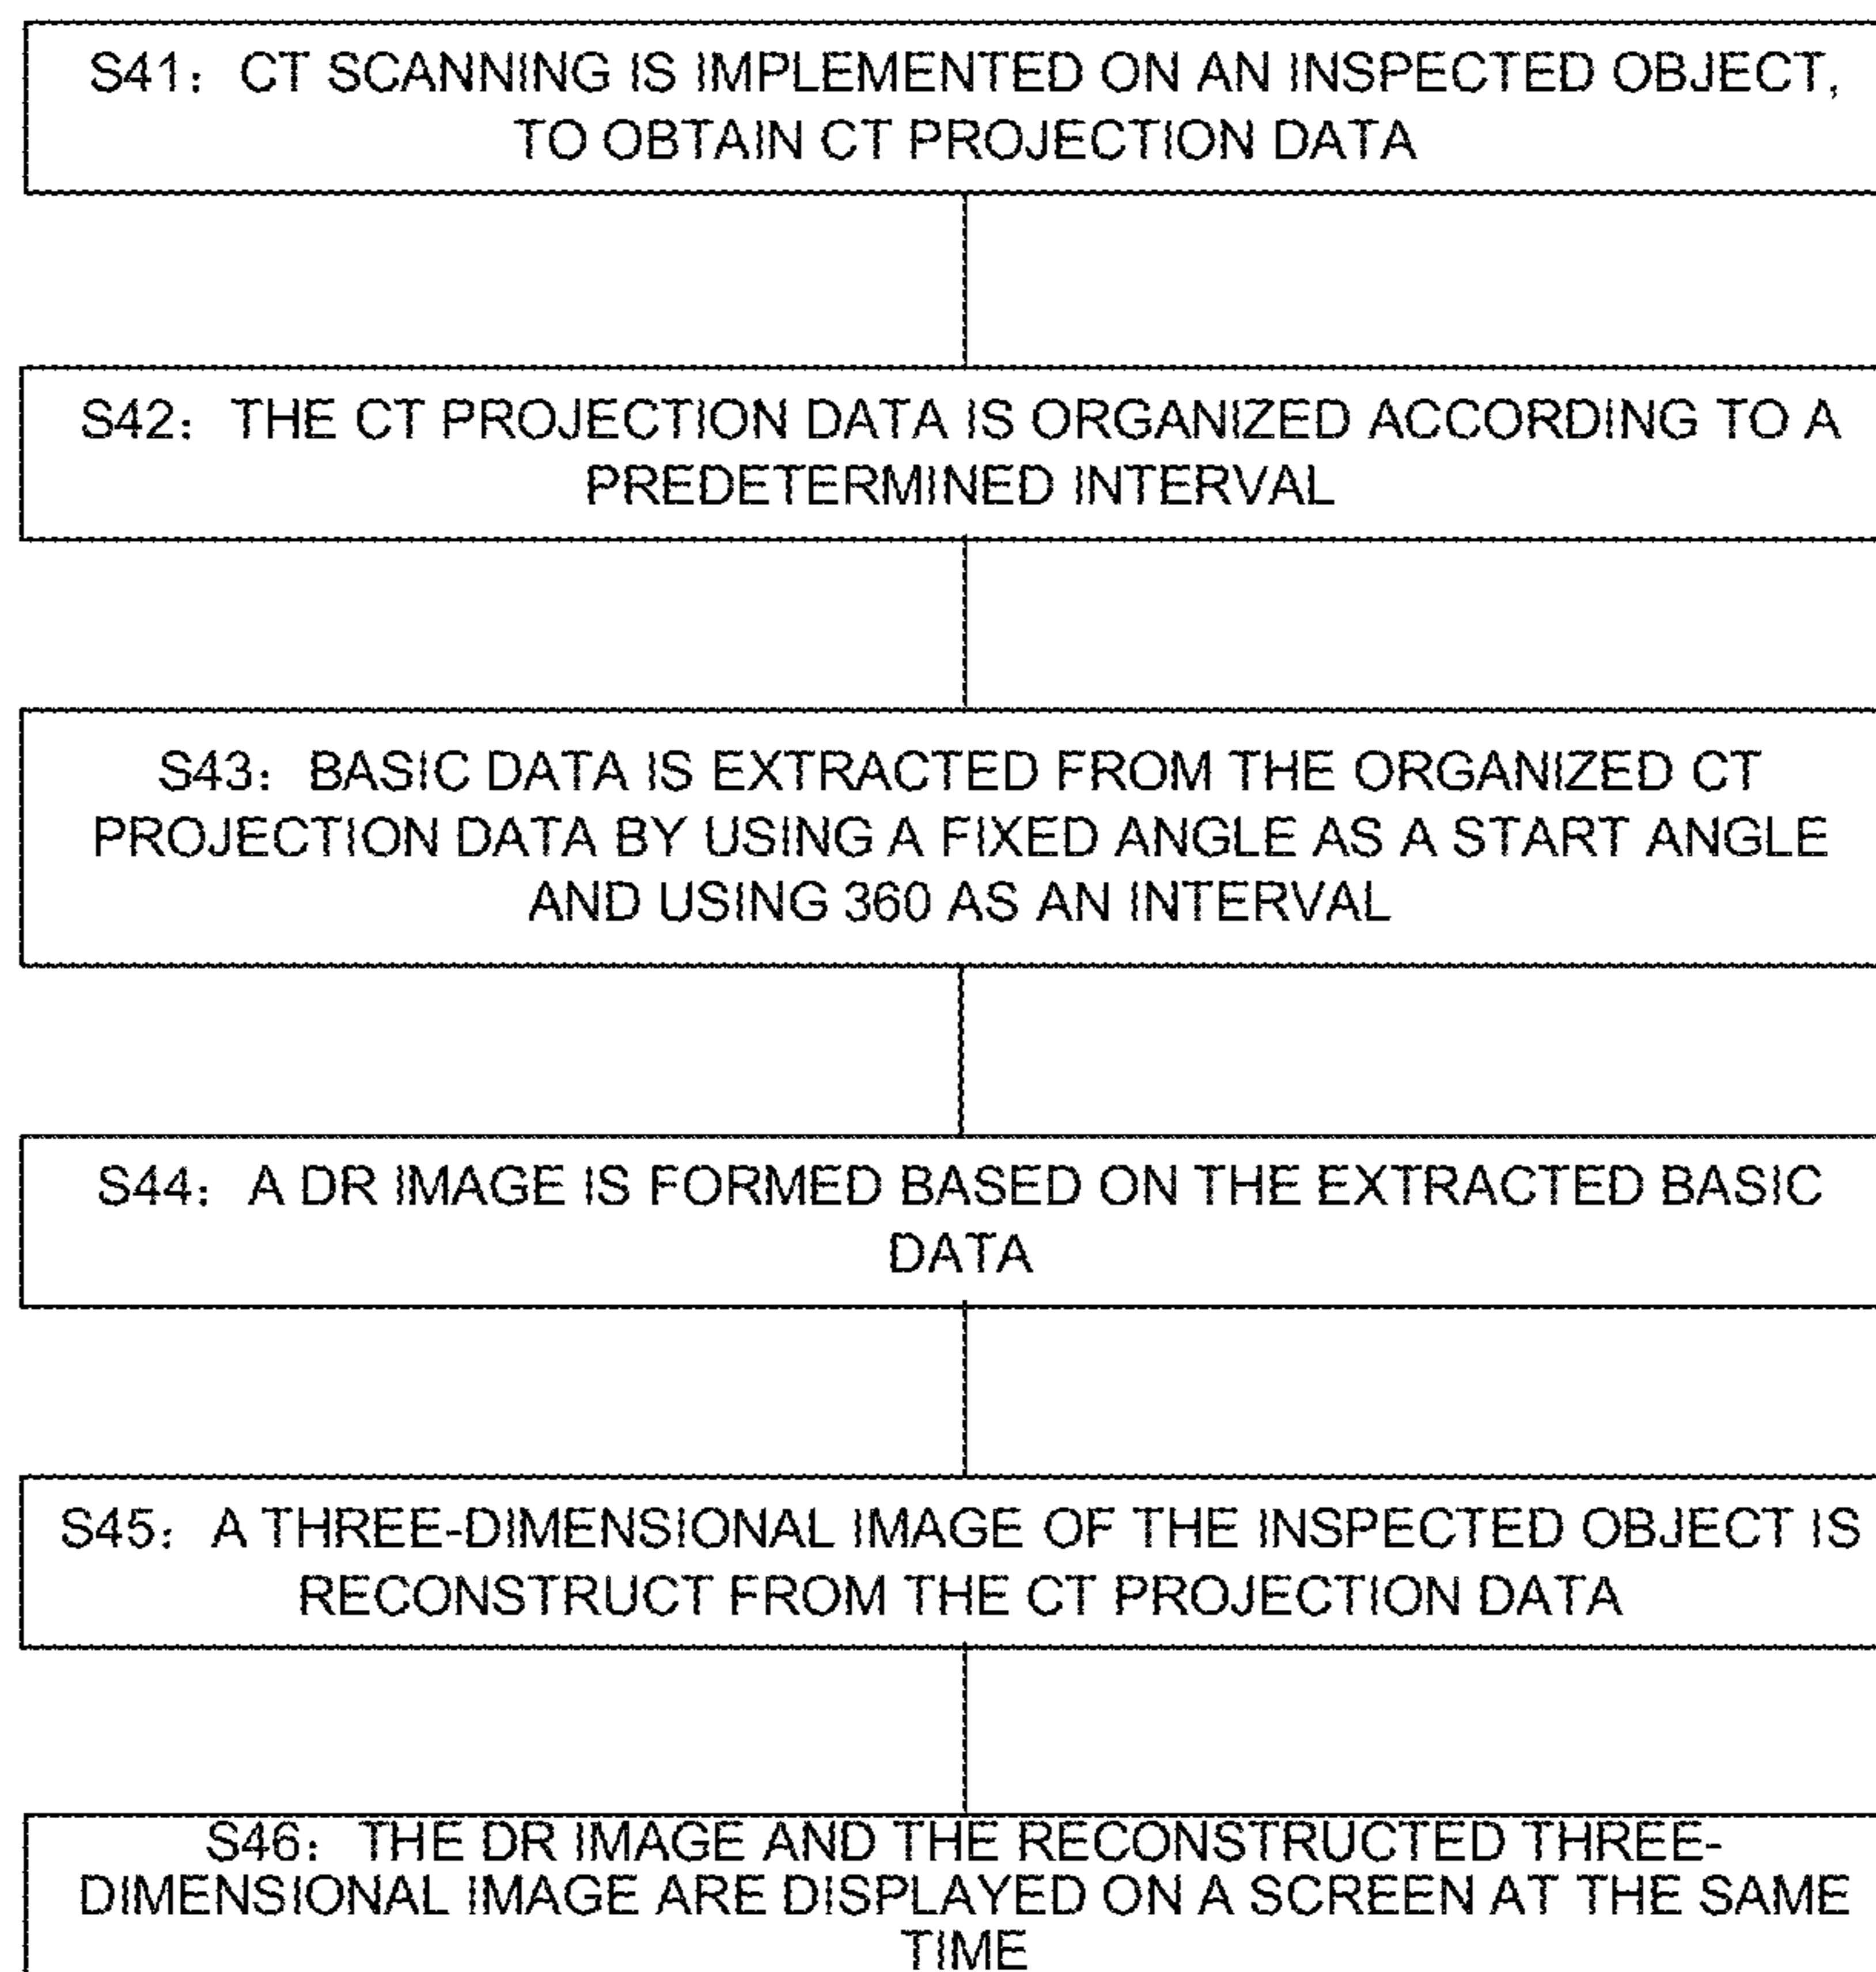 S41: CT SCANNING IS IMPLEMENTED ON AN INSPECTED OBJECT,
TO OBTAIN CT PROJECTION DATA
S42: THE CT PROJECTION DATA IS ORGANIZED ACCORDING TO A
PREDETERMINED INTERVAL
S43: BASIC DATA IS EXTRACTED FROM THE ORGANIZED CT
PROJECTION DATA BY USING A FIXED ANGLE AS A START ANGLE
AND USING 360 AS AN INTERVAL
S44: A DR IMAGE IS FORMED BASED ON THE EXTRACTED BASIC
DATA
S45: A THREE-DIMENSIONAL IMAGE OF THE INSPECTED OBJECT IS
RECONSTRUCT FROM THE CT PROJECTION DATA
S46: THE DR IMAGE AND THE RECONSTRUCTED THREE-
DIMENSIONAL IMAGE ARE DISPLAYED ON A SCREEN AT THE SAME
TIME